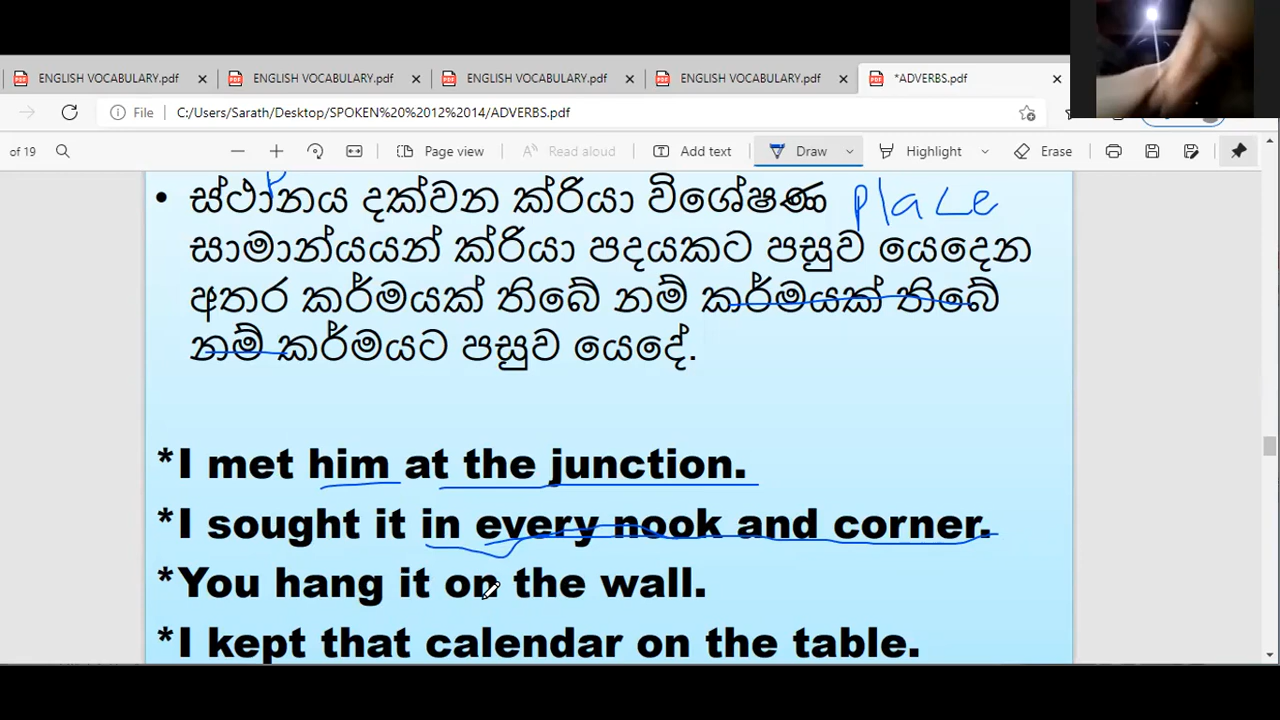 ENGLISH VOCABULARY.pdf ENGLISH VOCABULARY.pdf ENGLISH VOCABULARY.pdf ENGLISH VOCABULARY.pdf *ADVERBS.pdf
File C:/Users/Sarath/Desktop/SPOKEN%20%2012%2014/ADVERBS.pdf
of 19 Page view Read aloud Add text Draw Highlight Erase
• ස්ථානය දක්වන ක්රියා විශේෂණ place
සාමාන්යයන් ක්රියා පදයකට පසුව යෙදෙන
අතර කර්මයක් තිබේ නම් කර්මයක් තිබේ
නම් කර්මයට පසුව යෙදේ.
*I met him at the junction.
*I sought it in every nook and corner.
*You hang it on the wall.
*I kept that calendar on the table.